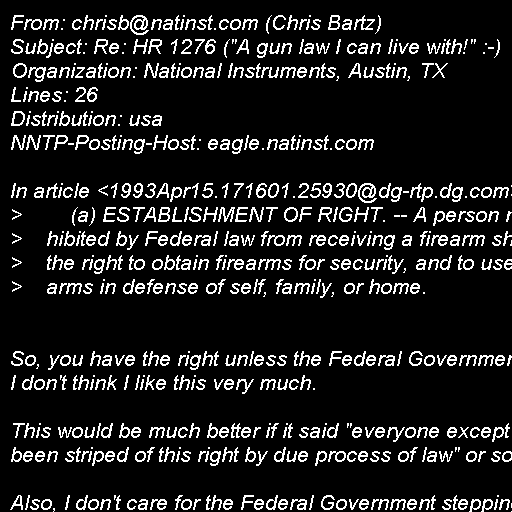 From: chrisb@natinst.com (Chris Bartz)
Subject: Re: HR 1276 ("A gun law I can live with!" :-)
Organization: National Instruments, Austin, TX
Lines: 26
Distribution: usa
NNTP-Posting-Host: eagle.natinst.com
In article <1993Apr15.171601.25930@dg-rtp.dg.com>
> (a) ESTABLISHMENT OF RIGHT. -- A person
> hibited by Federal law from receiving a firearm
> the right to obtain firearms for security, and to use
> arms in defense of self, family, or home.
So, you have the right unless the Federal
I don't think I like this very much.
This would be much better if it said "everyone except
been striped of this right by due process of law" or
Also, I don't care for the Federal Government